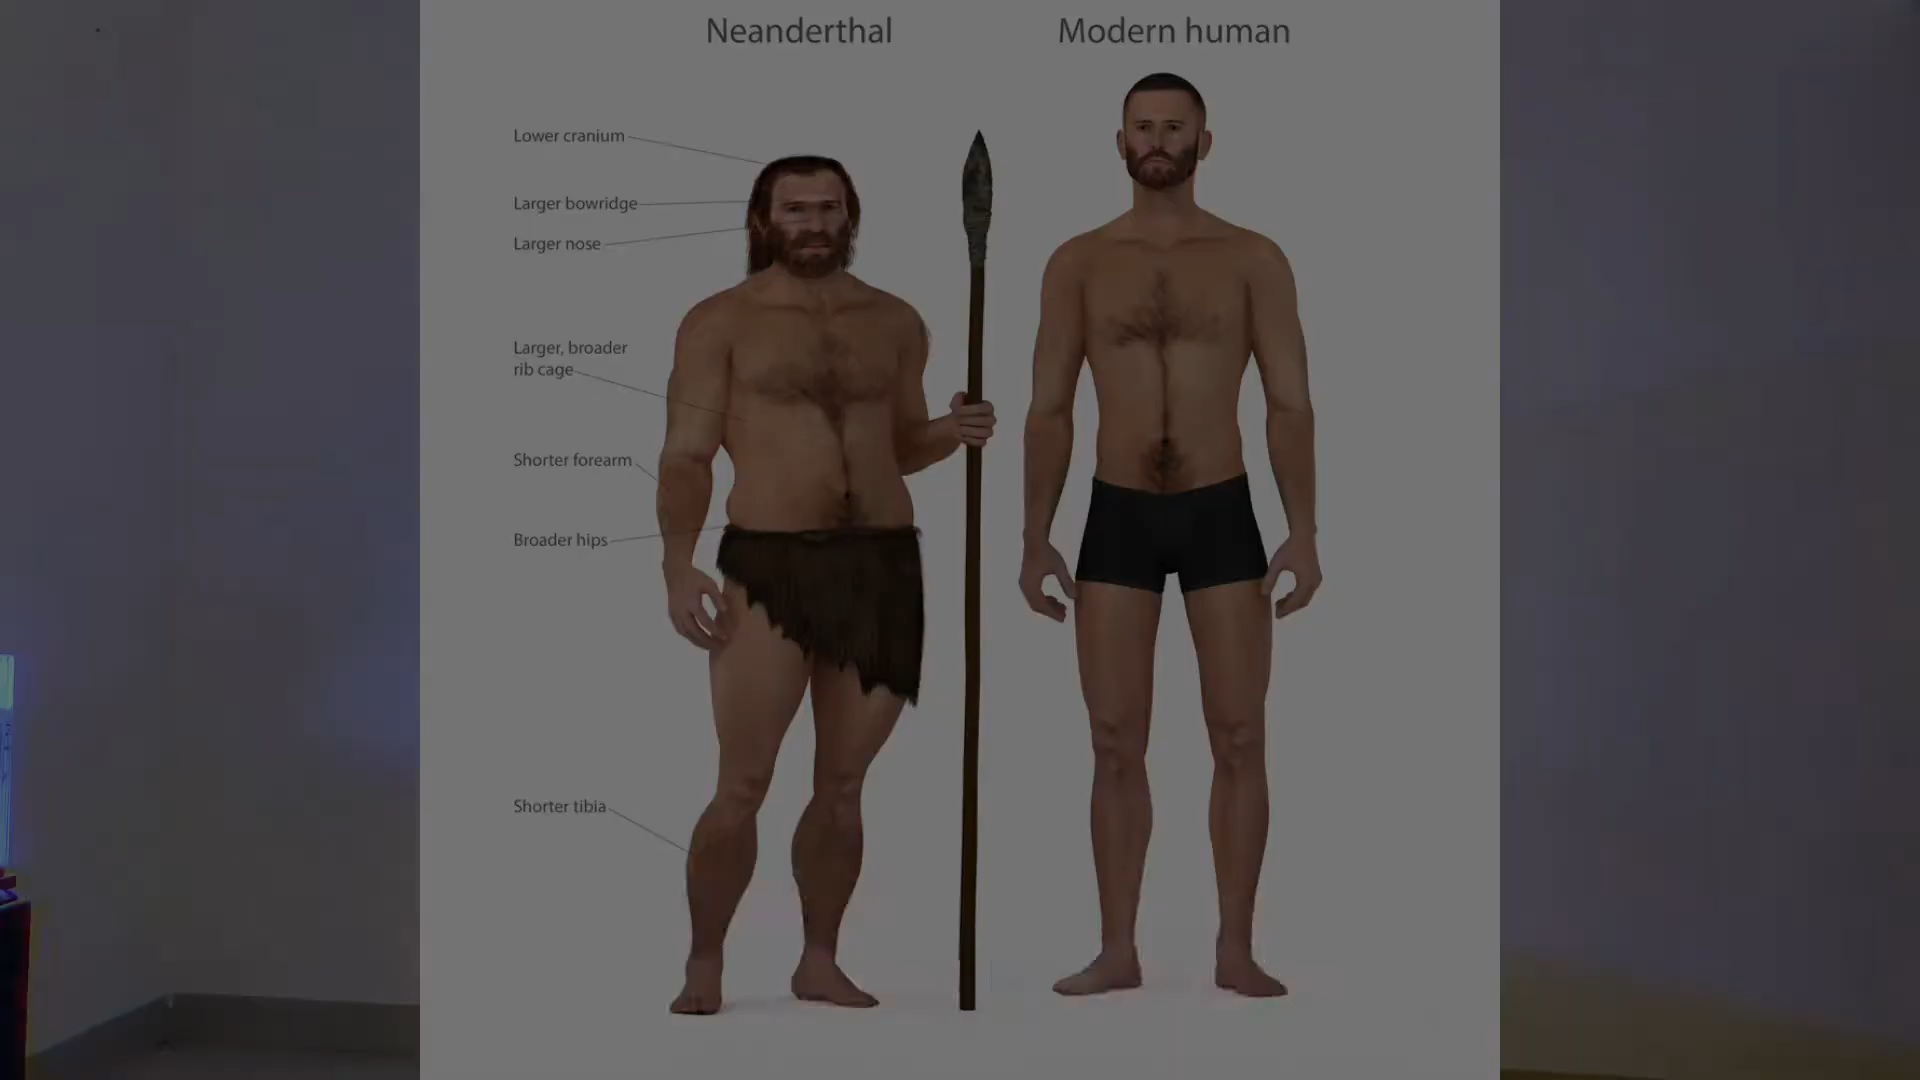 Neanderthal
Modern human
Lower cranium
Larger bowridge
Larger nose
Larger, broader
rib cage
Shorter forearm
Broader hips
Shorter tibia